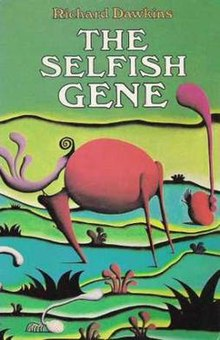 Richard Dawkins
THE
SELFISH
GENE